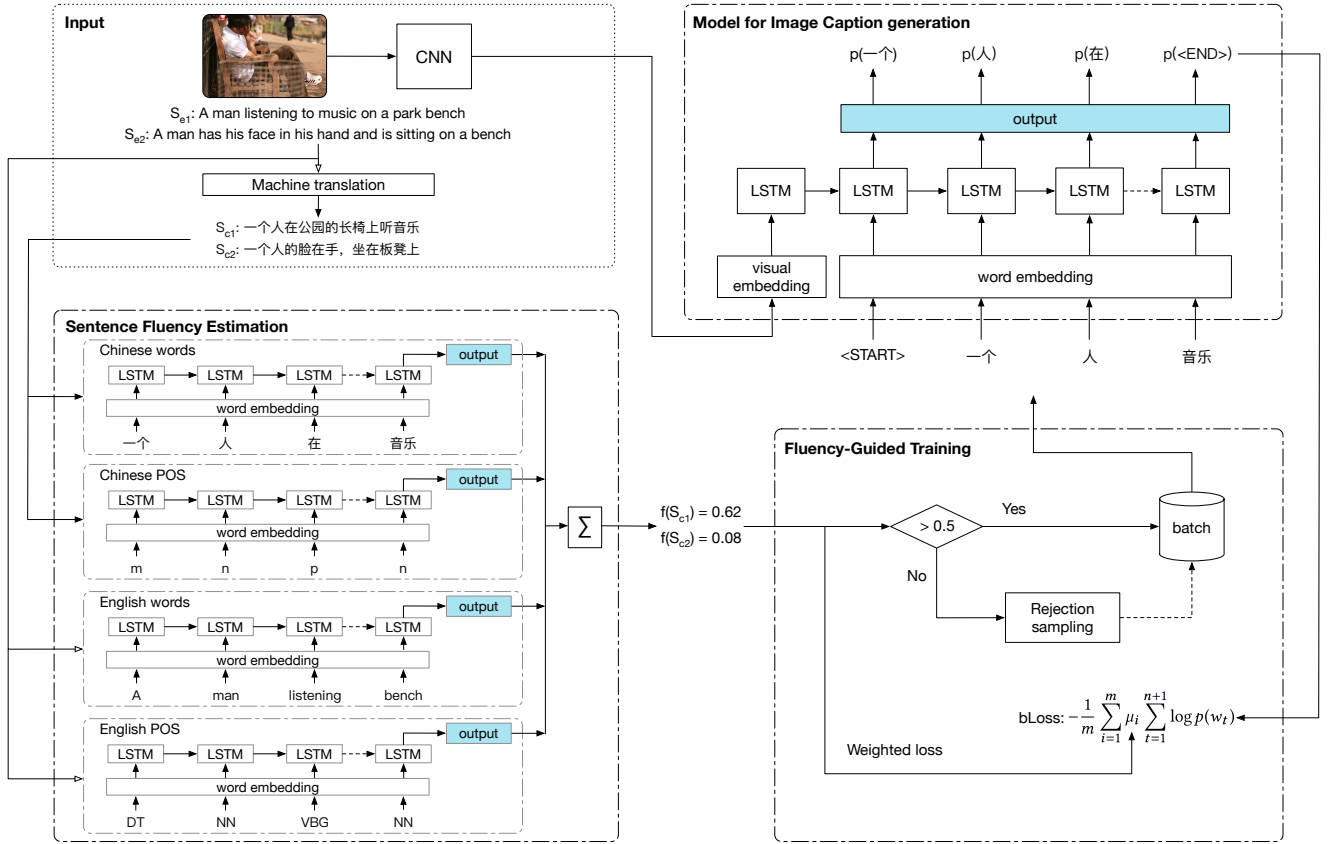 Input
CNN
S_e1: A man listening to music on a park bench
S_e2: A man has his face in his hand and is sitting on a bench
Machine translation
S_c1: 一个人在公园的长椅上听音乐
S_c2: 一个人的脸在手，坐在板凳上
Model for Image Caption generation
p(一个) p(人) p(在) p(<END>)
output
LSTM LSTM LSTM LSTM LSTM
visual
embedding
word embedding
<START> 一个 人 音乐
Sentence Fluency Estimation
Chinese words
output
LSTM LSTM LSTM LSTM
word embedding
一个 人 在 音乐
Chinese POS
output
LSTM LSTM LSTM LSTM
word embedding
m n p n
English words
output
LSTM LSTM LSTM LSTM
word embedding
A man listening bench
English POS
output
LSTM LSTM LSTM LSTM
word embedding
DT NN VBG NN
∑
f(S_c1) = 0.62
f(S_c2) = 0.08
Fluency-Guided Training
> 0.5
Yes
No
batch
Rejection
sampling
bLoss: -\frac{1}{m} \sum_{i=1}^{m} \mu_i \sum_{t=1}^{n+1} \log p(w_t)
Weighted loss